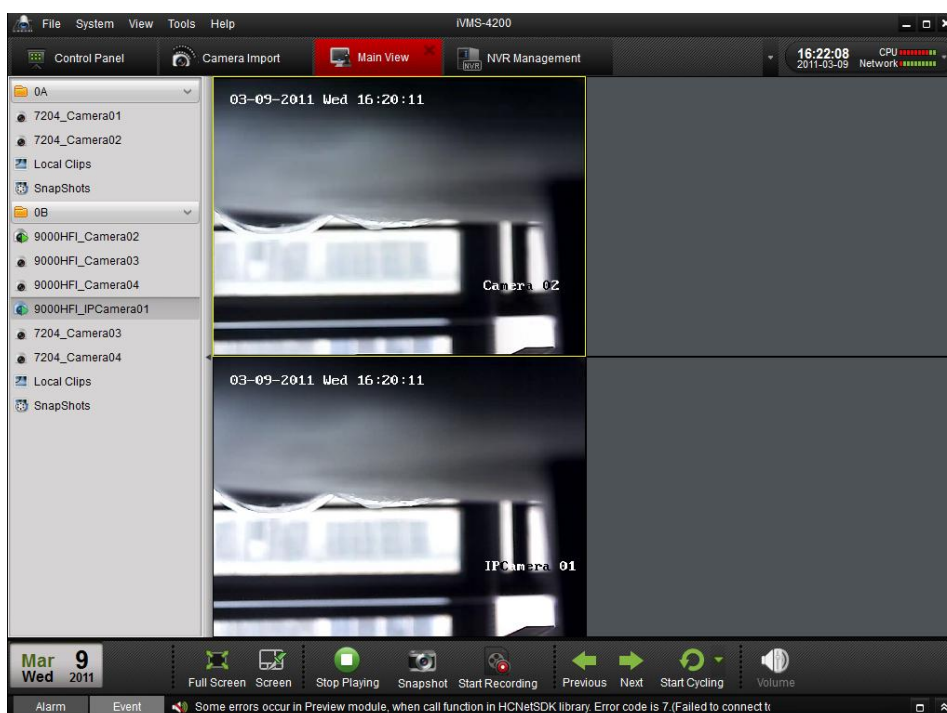 File System View Tools Help
iVMS-4200
Control Panel
Camera Import
Main View
NVR Management
16:22:08
2011-03-09
CPU
Network
0A
7204_Camera01
7204_Camera02
Local Clips
SnapShots
0B
9000HFI_Camera02
9000HFI_Camera03
9000HFI_Camera04
9000HFI_IPCamera01
7204_Camera03
7204_Camera04
Local Clips
SnapShots
03-09-2011 Wed 16:20:11
Camera 02
03-09-2011 Wed 16:20:11
IPCamera 01
Mar 9
Wed 2011
Full Screen
Screen
Stop Playing
Snapshot
Start Recording
Previous
Next
Start Cycling
Volume
Alarm
Event
Some errors occur in Preview module, when call function in HCNetSDK library. Error code is 7.(Failed to connect to